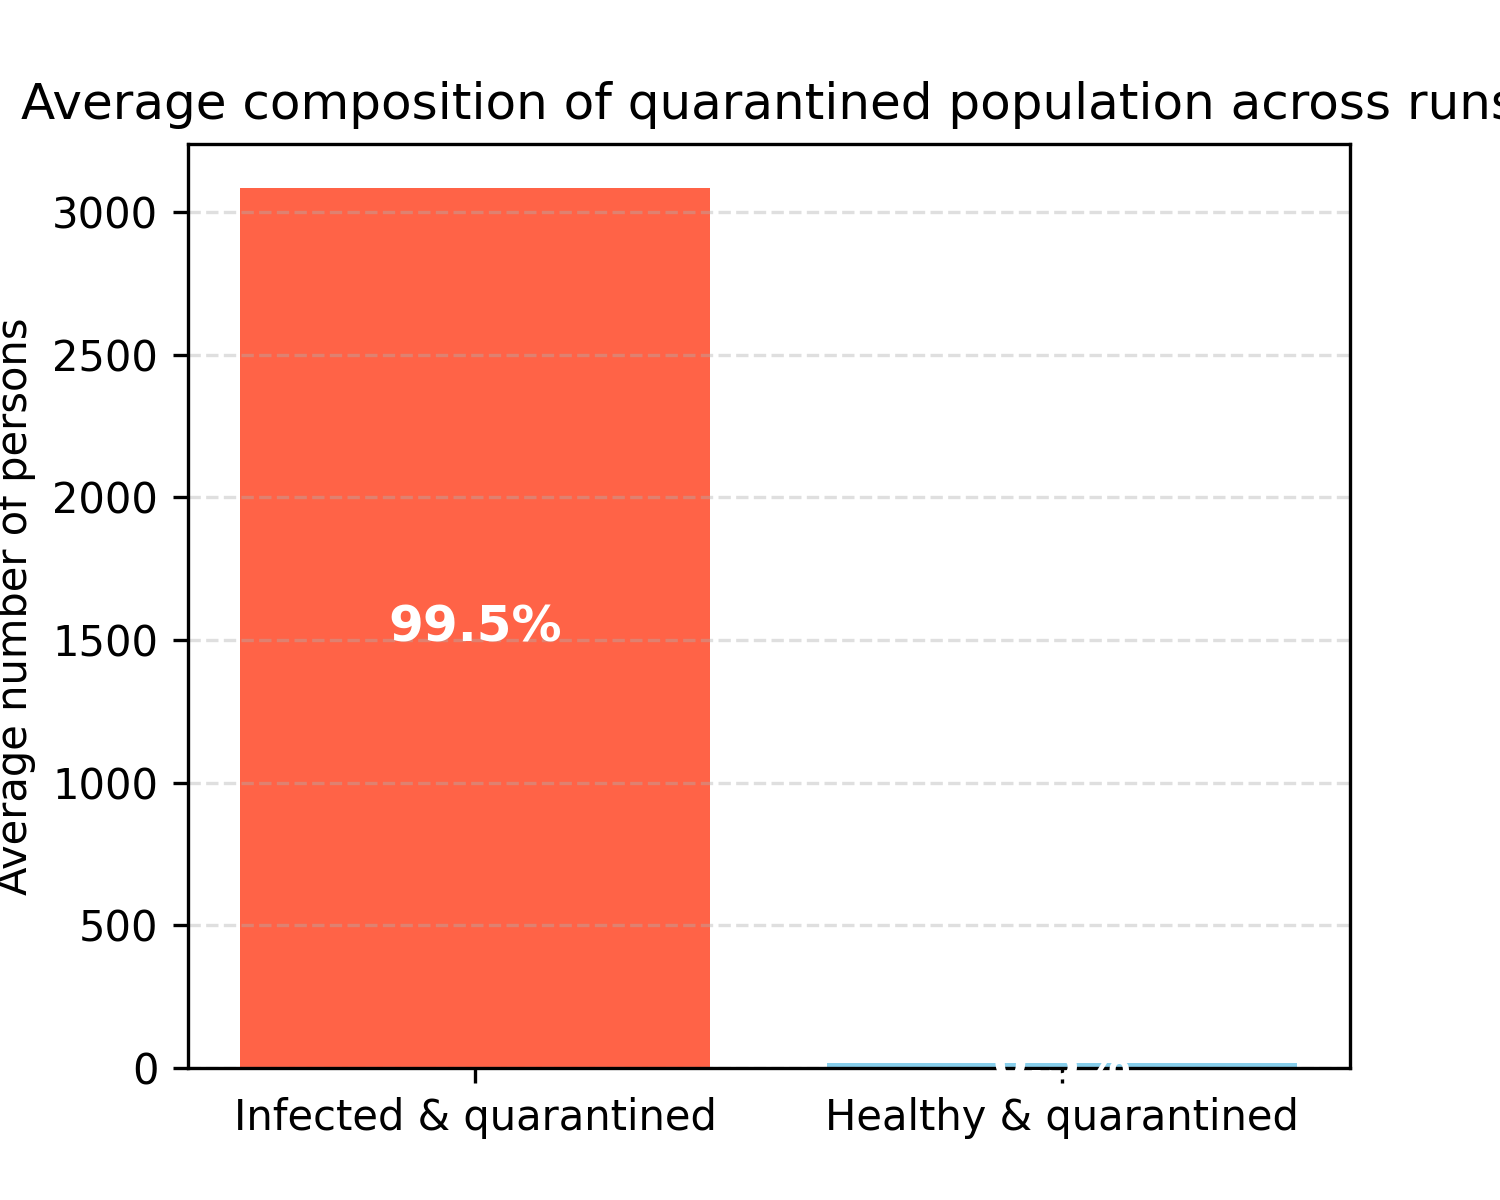 Average composition of quarantined population across runs
Average number of persons
3000
2500
2000
1500
1000
500
0
99.5%
Infected & quarantined
Healthy & quarantined